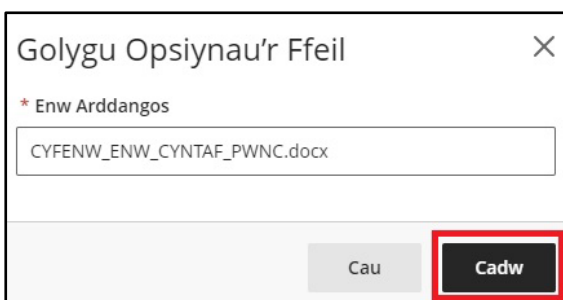 Golygu Opsiynau’r Ffeil
* Enw Arddangos
CYFENW_ENW_CYNTAF_PWNC.docx
Cau Cadw